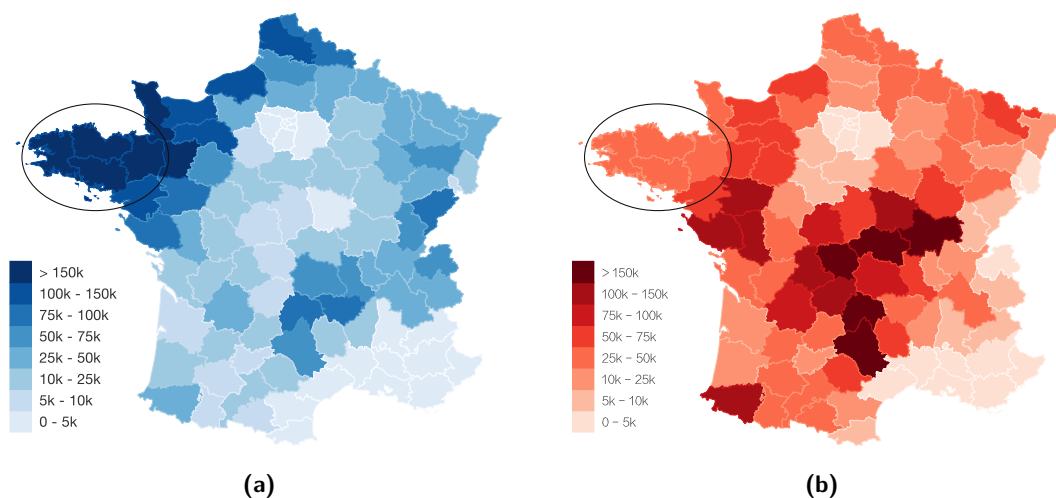 > 150k
100k - 150k
75k - 100k
50k - 75k
25k - 50k
10k - 25k
5k - 10k
0 - 5k
(a)
> 150k
100k – 150k
75k – 100k
50k – 75k
25k – 50k
10k – 25k
5k – 10k
0 – 5k
(b)